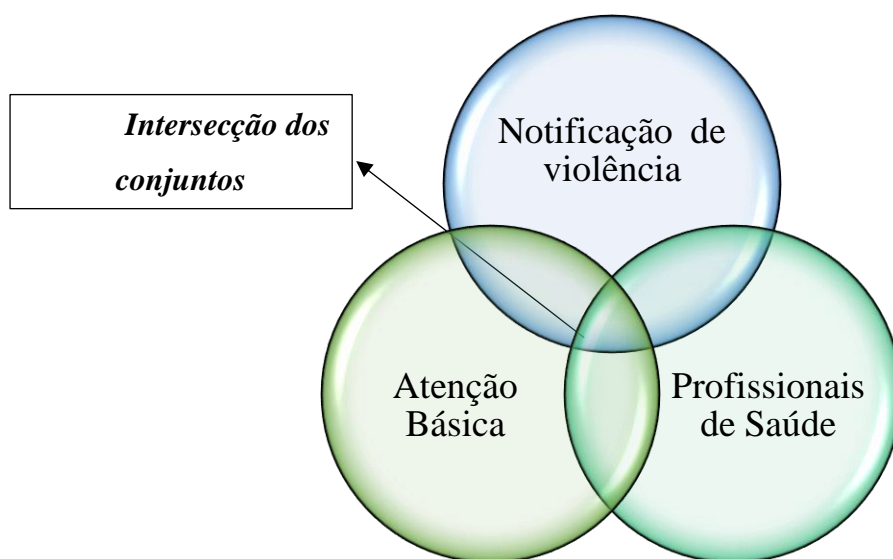 Intersecção dos
conjuntos
Notificação de
violência
Atenção
Básica
Profissionais
de Saúde